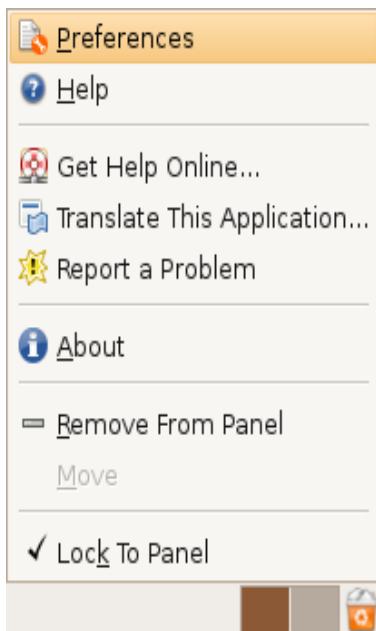 Preferences
Help
Get Help Online...
Translate This Application...
Report a Problem
About
Remove From Panel
Move
Lock To Panel